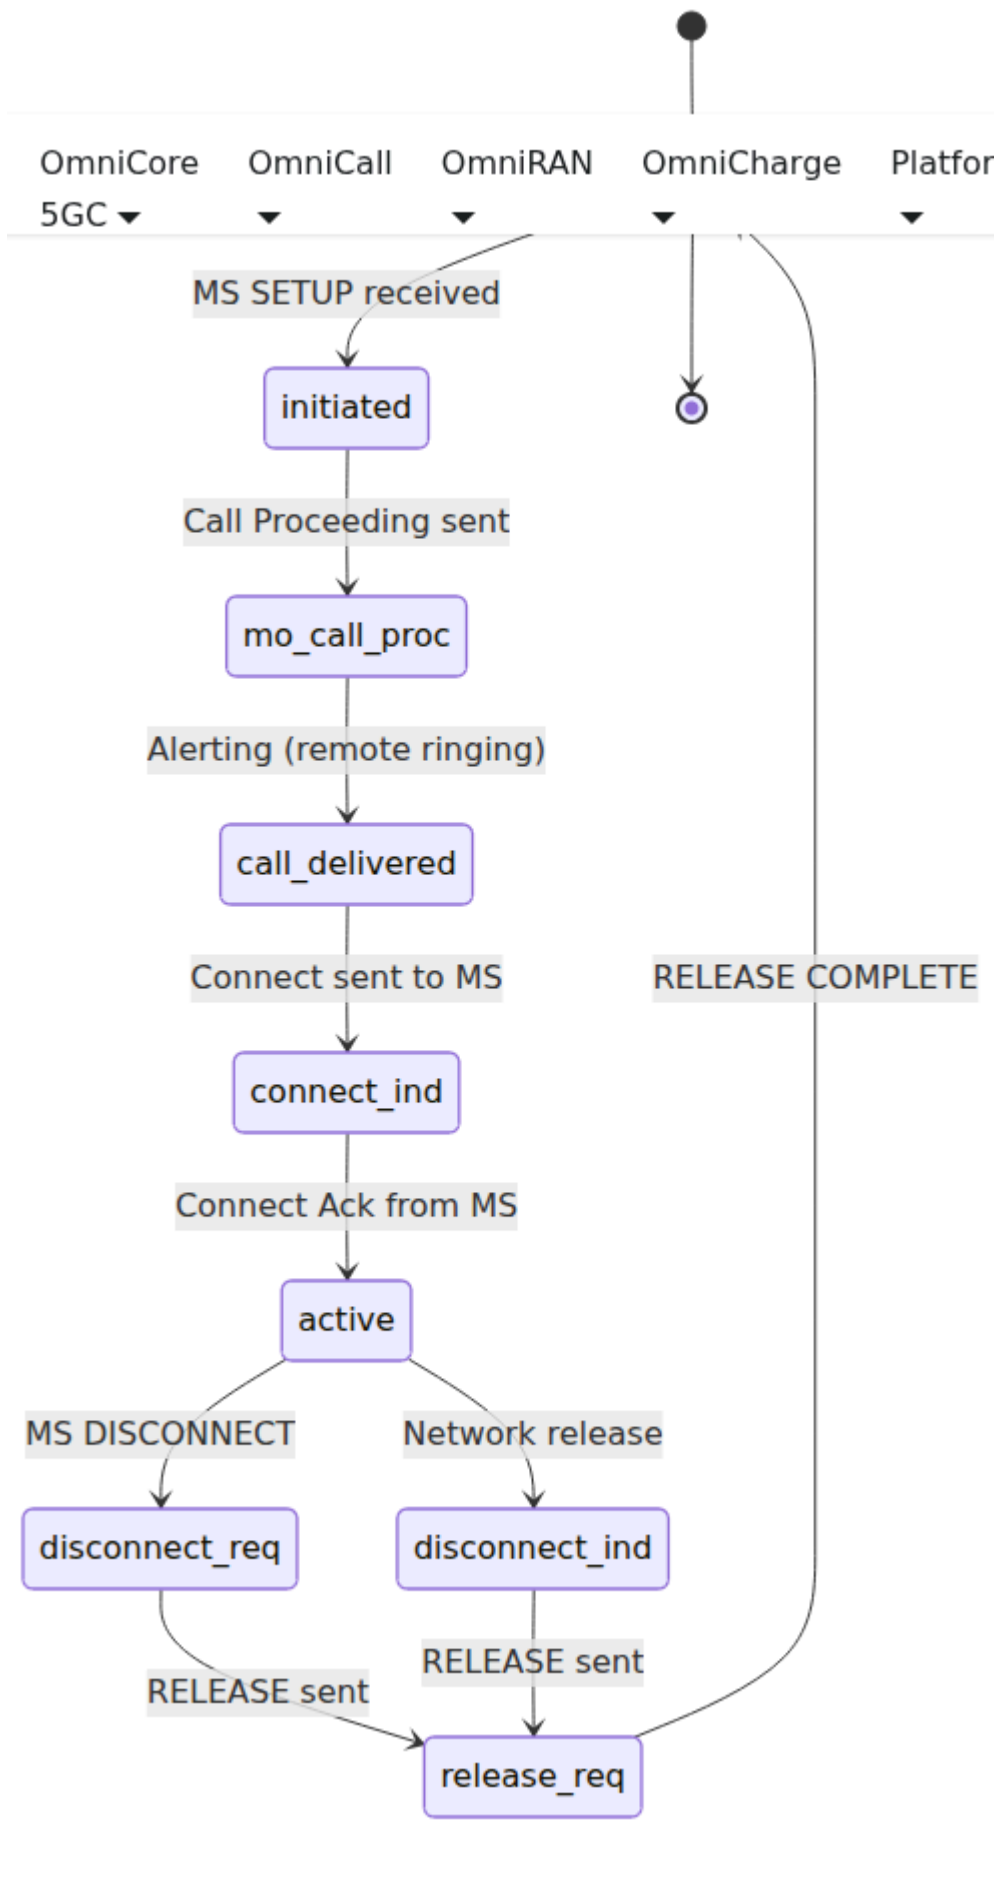 OmniCore OmniCall OmniRAN OmniCharge Platfor
5GC
MS SETUP received
initiated
Call Proceeding sent
mo_call_proc
Alerting (remote ringing)
call_delivered
Connect sent to MS
RELEASE COMPLETE
connect_ind
Connect Ack from MS
active
MS DISCONNECT
Network release
disconnect_req
disconnect_ind
RELEASE sent
RELEASE sent
release_req